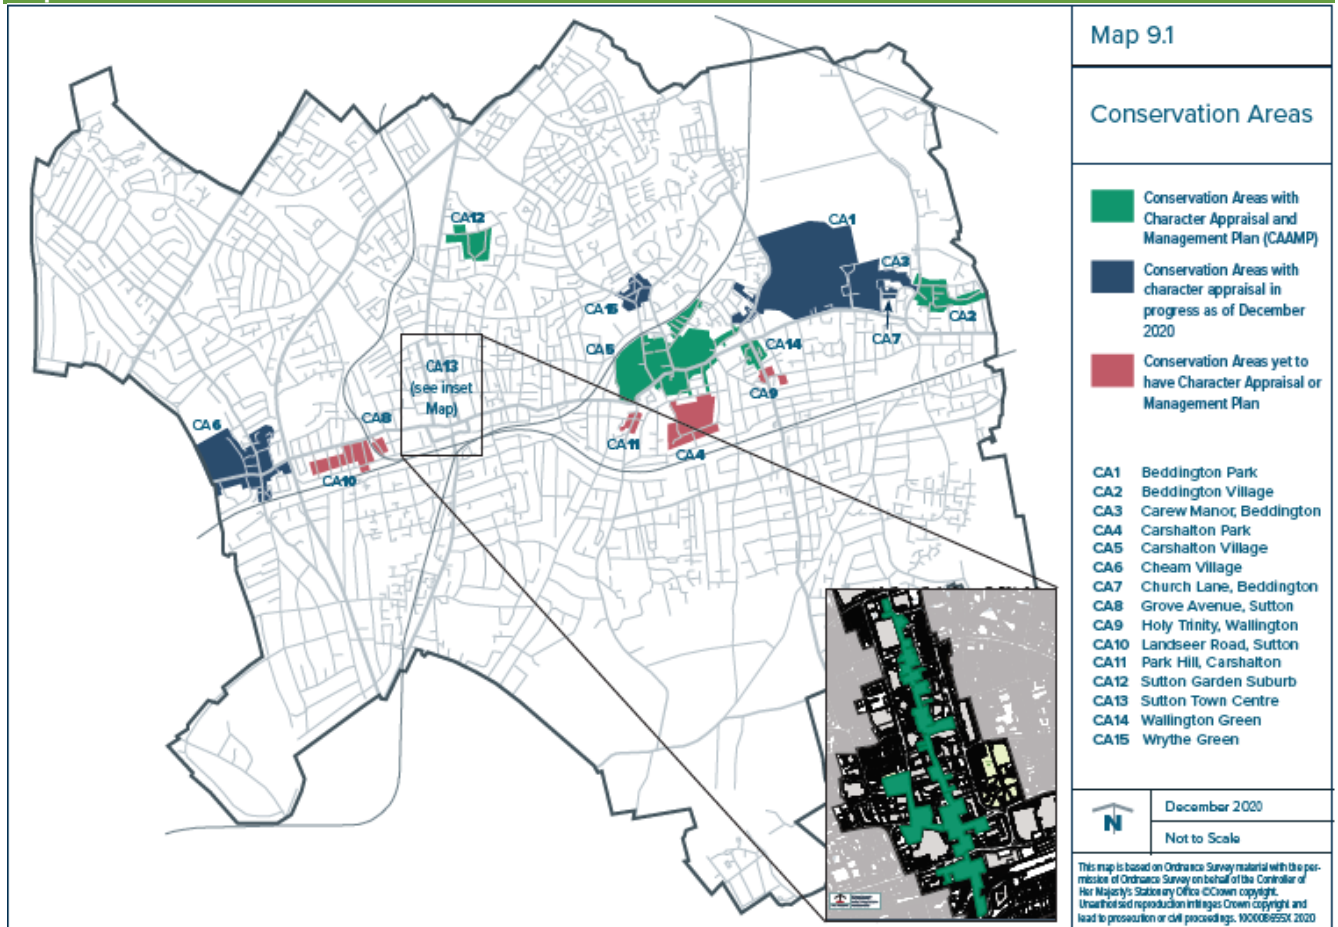 Map 9.1
Conservation Areas
Conservation Areas with
Character Appraisal and
Management Plan (CAAMP)
Conservation Areas with
character appraisal in
progress as of December
2020
Conservation Areas yet to
have Character Appraisal or
Management Plan
CA1 Beddington Park
CA2 Beddington Village
CA3 Carew Manor, Beddington
CA4 Carshalton Park
CA5 Carshalton Village
CA6 Cheam Village
CA7 Church Lane, Beddington
CA8 Grove Avenue, Sutton
CA9 Holy Trinity, Wallington
CA10 Landseer Road, Sutton
CA11 Park Hill, Carshalton
CA12 Sutton Garden Suburb
CA13 Sutton Town Centre
CA14 Wallington Green
CA15 Wrythe Green
N
December 2020
Not to Scale
This map is based on Ordnance Survey material with the per-
mission of Ordnance Survey on behalf of the Controller of
Her Majesty's Stationery Office ©Crown copyright.
Unauthorised reproduction infringes Crown copyright and
lead to prosecution or civil proceedings. 100008655X 2020
CA12
CA1
CA3
CA15
CA2
CA7
CA5
CA14
CA13
(see inset
Map)
CA9
CA8
CA6
CA11
CA4
CA10